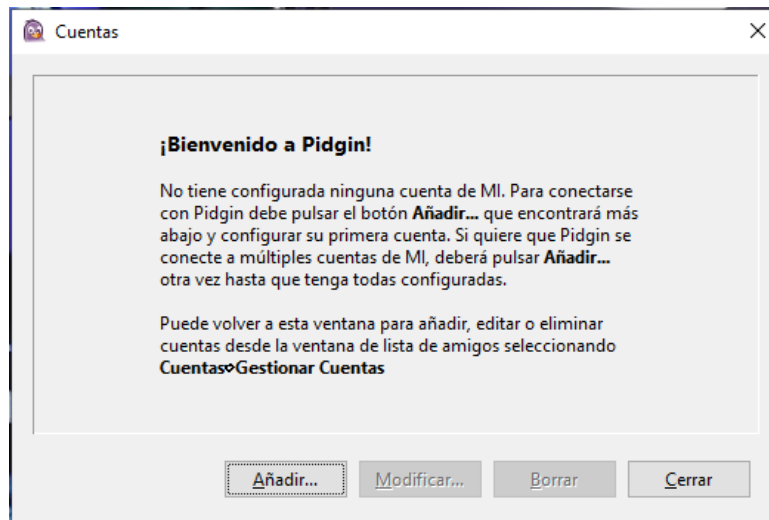 Cuentas
¡Bienvenido a Pidgin!
No tiene configurada ninguna cuenta de MI. Para conectarse
con Pidgin debe pulsar el botón Añadir... que encontrará más
abajo y configurar su primera cuenta. Si quiere que Pidgin se
conecte a múltiples cuentas de MI, deberá pulsar Añadir...
otra vez hasta que tenga todas configuradas.
Puede volver a esta ventana para añadir, editar o eliminar
cuentas desde la ventana de lista de amigos seleccionando
Cuentas⇨Gestionar Cuentas
Añadir... Modificar... Borrar Cerrar